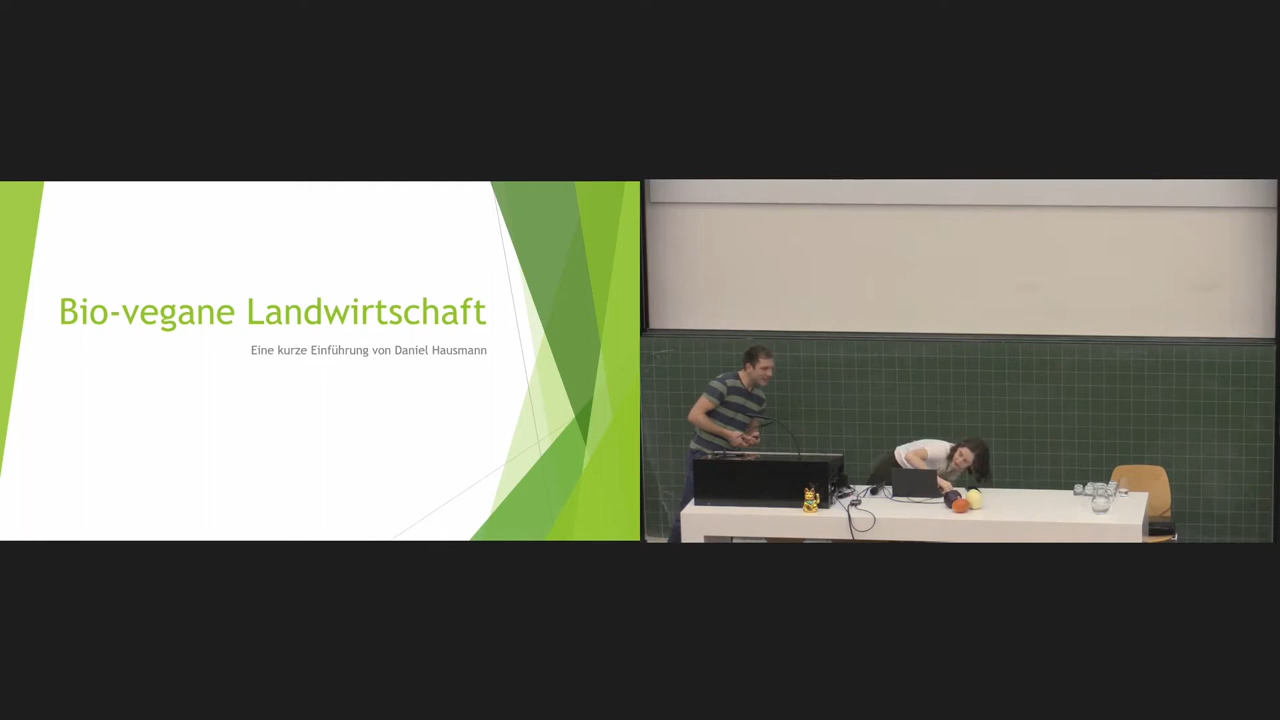 Bio-vegane Landwirtschaft
Eine kurze Einführung von Daniel Hausmann